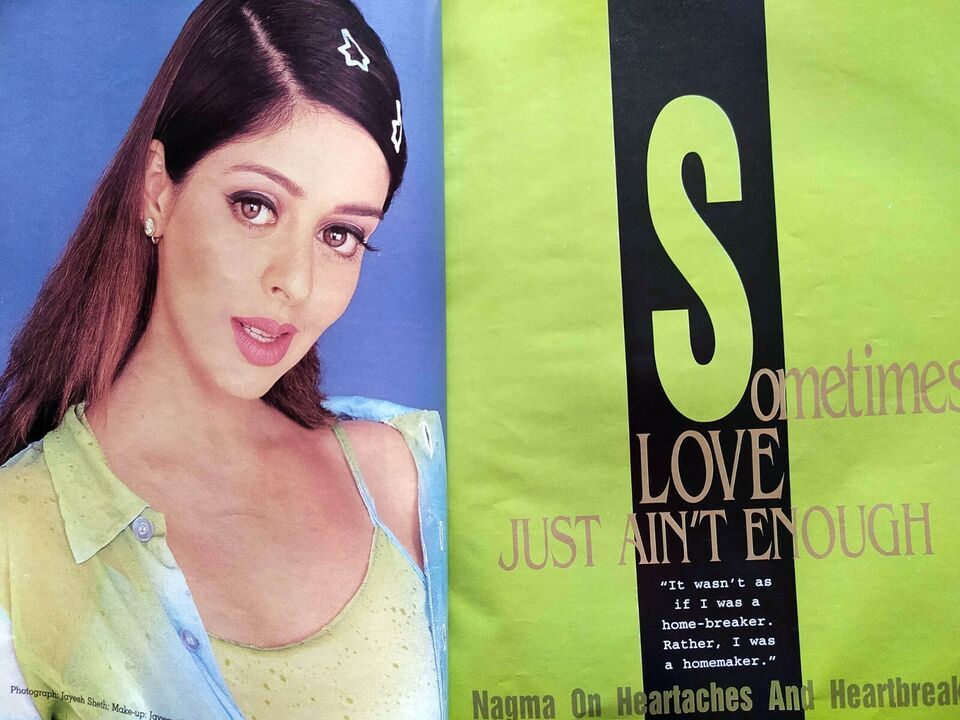 Sometimes
LOVE
JUST AIN'T ENOUGH
"It wasn't as
if I was a
home-breaker.
Rather, I was
a homemaker."
Photograph: Jayesh Sheth; Make-up:
Nagma On Heartaches And Heartbreak